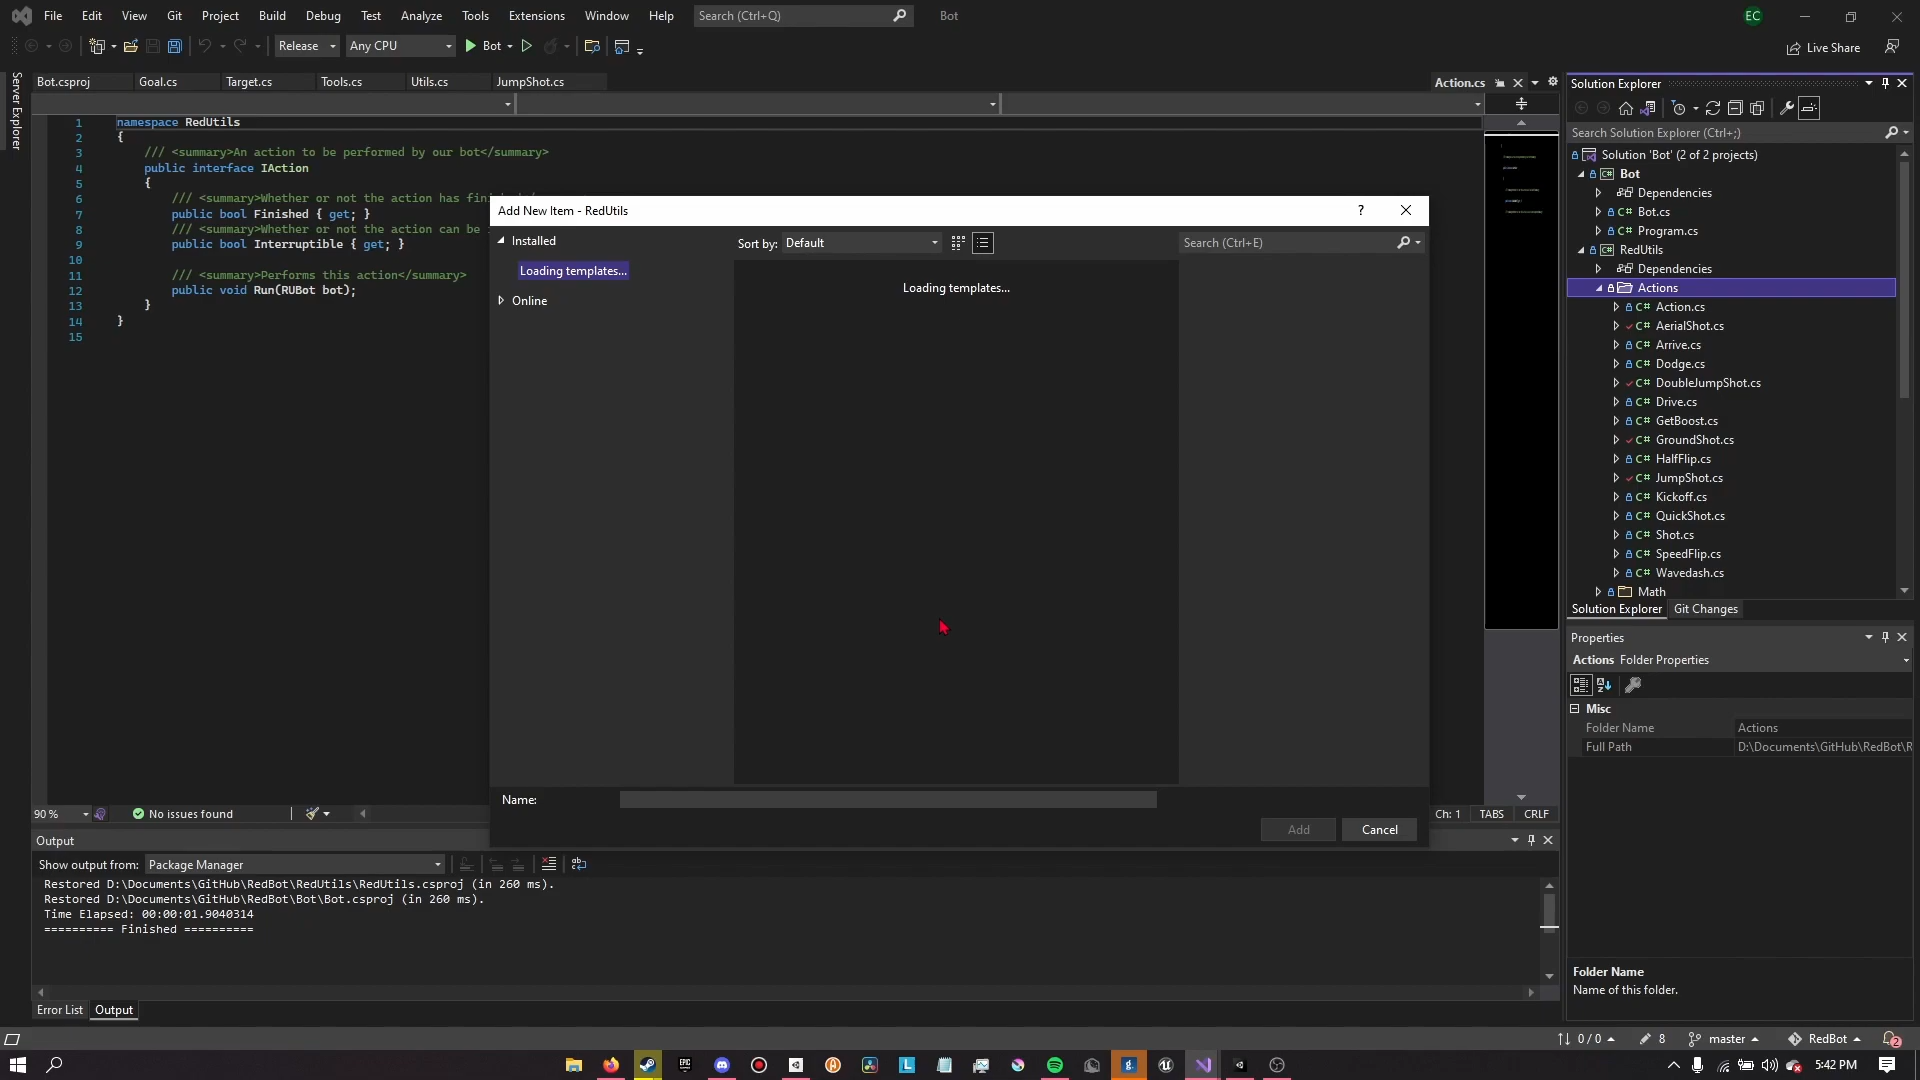 File Edit View Git Project Build Debug Test Analyze Tools Extensions Window Help Search (Ctrl+Q) Bot EC
Release Any CPU Bot Live Share
Server Explorer
Bot.csproj Goal.cs Target.cs Tools.cs Utils.cs JumpShot.cs Action.cs
1 namespace RedUtils
2 {
3 /// <summary>An action to be performed by our bot</summary>
4 public interface IAction
5 {
6 /// <summary>Whether or not the action has
7 public bool Finished { get; }
8 /// <summary>Whether or not the action can be
9 public bool Interruptible { get; }
10
11 /// <summary>Performs this action</summary>
12 public void Run(RUBot bot);
13 }
14 }
15
Add New Item - RedUtils ?
Installed
Loading templates...
Online
Sort by: Default
Search (Ctrl+E)
Loading templates...
Name:
Add Cancel
90 % No issues found Ch: 1 TABS CRLF
Output
Show output from: Package Manager
Restored D:\Documents\GitHub\RedBot\RedUtils\RedUtils.csproj (in 260 ms).
Restored D:\Documents\GitHub\RedBot\Bot\Bot.csproj (in 260 ms).
Time Elapsed: 00:00:01.9040314
========== Finished ==========
Error List Output
Solution Explorer
Search Solution Explorer (Ctrl+;)
Solution 'Bot' (2 of 2 projects)
C# Bot
Dependencies
C# Bot.cs
C# Program.cs
C# RedUtils
Dependencies
Actions
C# Action.cs
C# AerialShot.cs
C# Arrive.cs
C# Dodge.cs
C# DoubleJumpShot.cs
C# Drive.cs
C# GetBoost.cs
C# GroundShot.cs
C# HalfFlip.cs
C# JumpShot.cs
C# Kickoff.cs
C# QuickShot.cs
C# Shot.cs
C# SpeedFlip.cs
C# Wavedash.cs
Math
Solution Explorer Git Changes
Properties
Actions Folder Properties
Misc
Folder Name Actions
Full Path D:\Documents\GitHub\RedBot\R
Folder Name
Name of this folder.
0 / 0 8 master RedBot 2
EPIC L g 5:42 PM